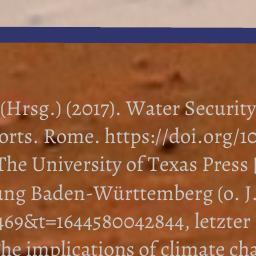 (Hrsg.) (2017). Water Security
orts. Rome. https://doi.org/10
The University of Texas Press [
ung Baden-Württemberg (o. J.
469&t=1644580042844, letzter
he implications of climate cha